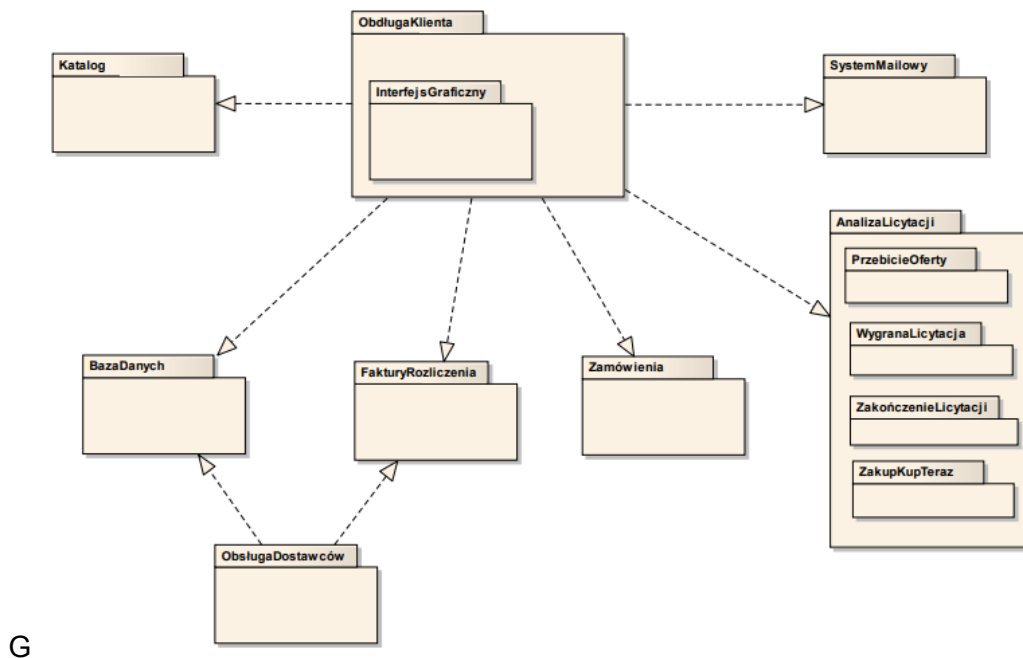 ObdługaKlienta
Katalog
SystemMailowy
InterfejsGraficzny
AnalizaLicytacji
PrzebicieOferty
WygranaLicytacja
BazaDanych
FakturyRozliczenia
Zamówienia
ZakończenieLicytacji
ZakupKupTeraz
ObsługaDostawców
G